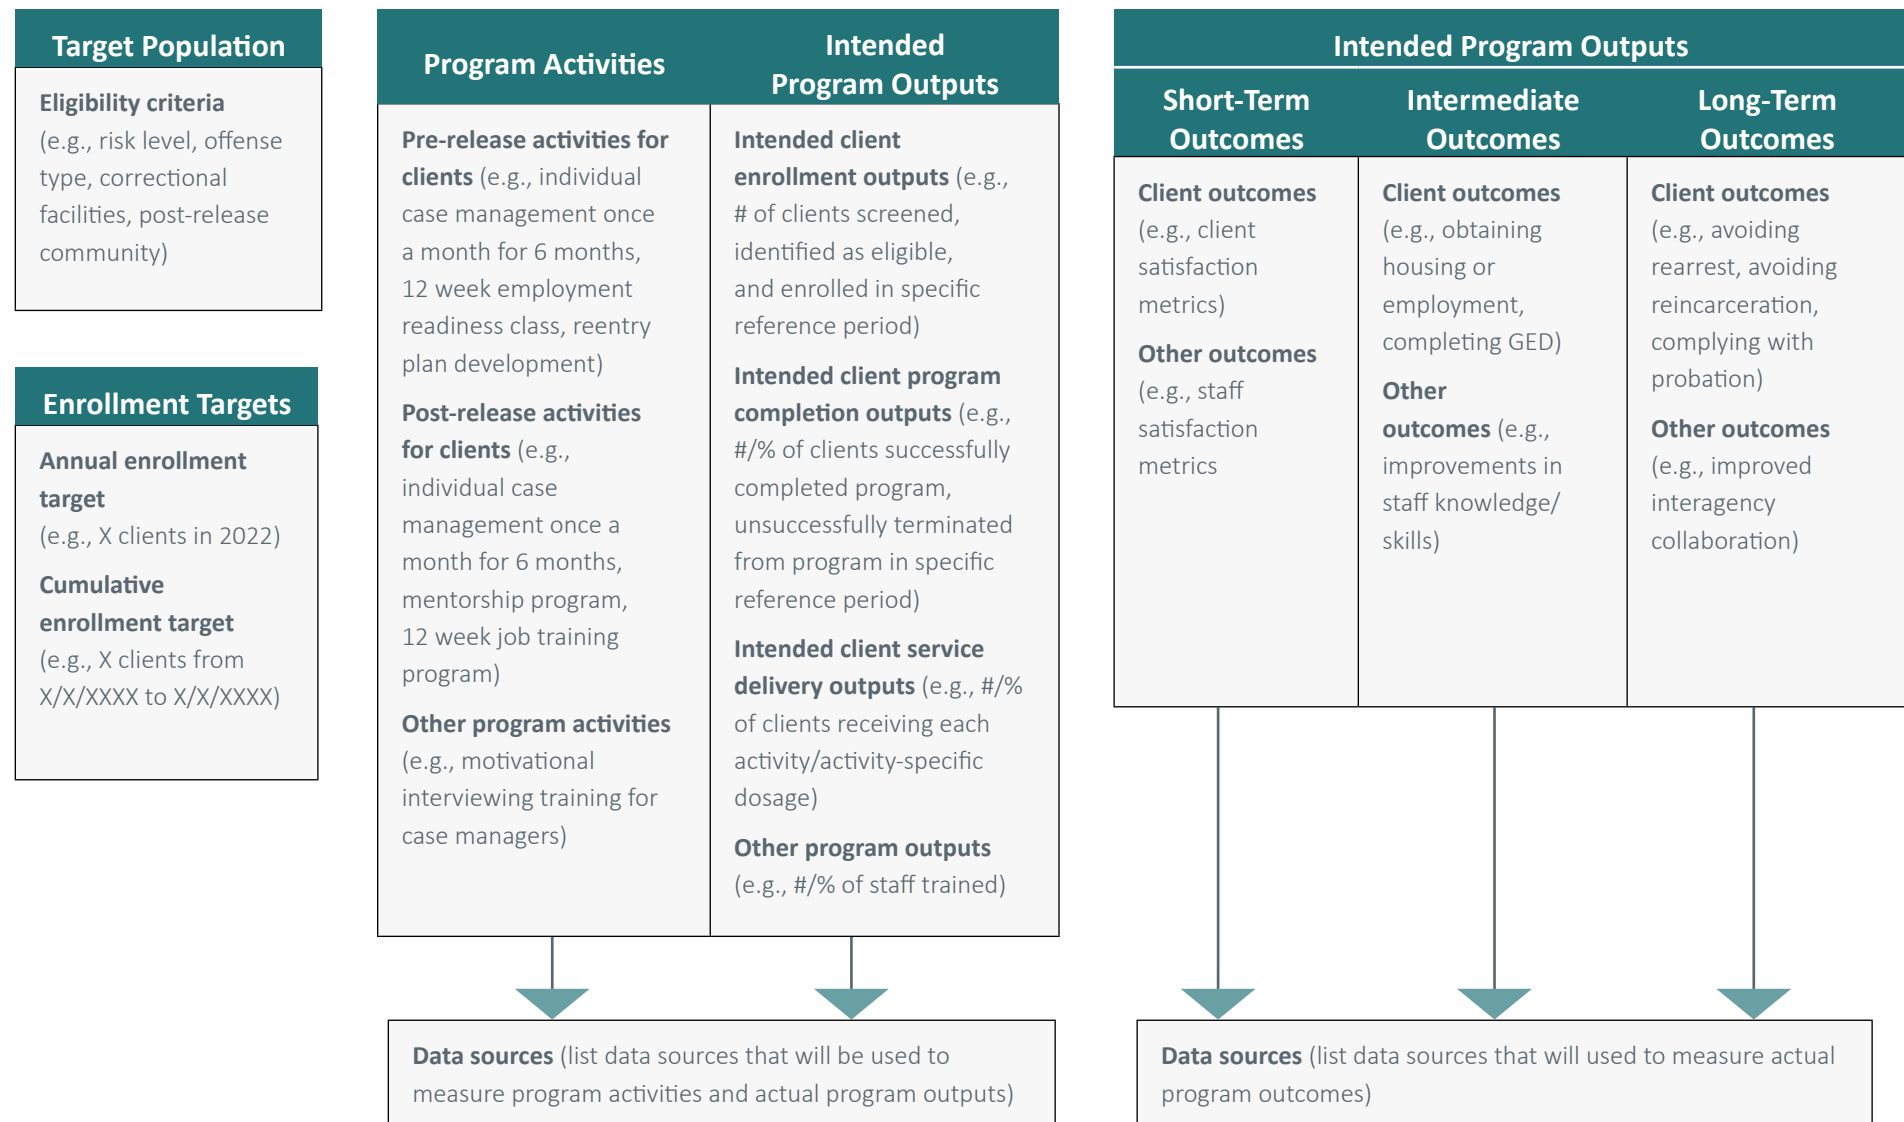 Target Population
Eligibility criteria
(e.g., risk level, offense
type, correctional
facilities, post-release
community)
Enrollment Targets
Annual enrollment
target
(e.g., X clients in 2022)
Cumulative
enrollment target
(e.g., X clients from
X/X/XXXX to X/X/XXXX)
Program Activities
Pre-release activities for
clients (e.g., individual
case management once
a month for 6 months,
12 week employment
readiness class, reentry
plan development)
Post-release activities
for clients (e.g.,
individual case
management once a
month for 6 months,
mentorship program,
12 week job training
program)
Other program activities
(e.g., motivational
interviewing training for
case managers)
Intended
Program Outputs
Intended client
enrollment outputs (e.g.,
# of clients screened,
identified as eligible,
and enrolled in specific
reference period)
Intended client program
completion outputs (e.g.,
#/% of clients successfully
completed program,
unsuccessfully terminated
from program in specific
reference period)
Intended client service
delivery outputs (e.g., #/%
of clients receiving each
activity/activity-specific
dosage)
Other program outputs
(e.g., #/% of staff trained)
Data sources (list data sources that will be used to
measure program activities and actual program outputs)
Intended Program Outputs
Short-Term
Outcomes
Client outcomes
(e.g., client
satisfaction
metrics)
Other outcomes
(e.g., staff
satisfaction
metrics
Intermediate
Outcomes
Client outcomes
(e.g., obtaining
housing or
employment,
completing GED)
Other
outcomes (e.g.,
improvements in
staff knowledge/
skills)
Long-Term
Outcomes
Client outcomes
(e.g., avoiding
rearrest, avoiding
reincarceration,
complying with
probation)
Other outcomes
(e.g., improved
interagency
collaboration)
Data sources (list data sources that will used to measure actual
program outcomes)